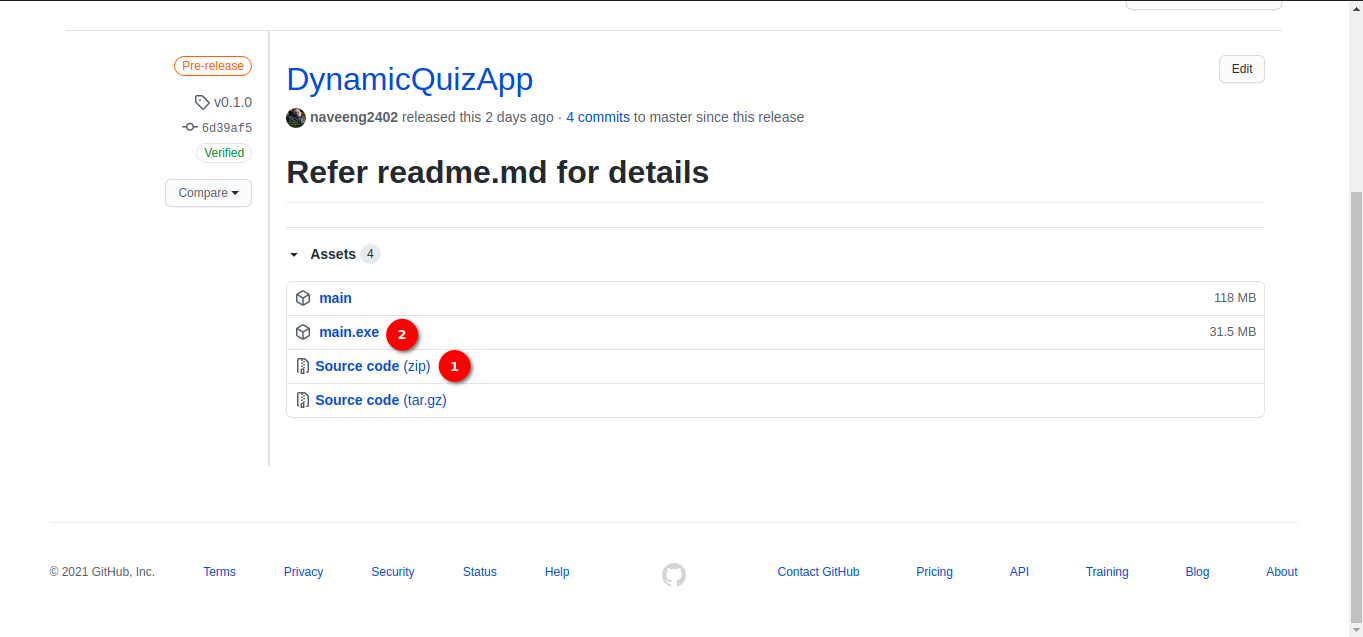 Pre-release
v0.1.0
6d39af5
Verified
Compare
DynamicQuizApp
Edit
naveeng2402 released this 2 days ago · 4 commits to master since this release
Refer readme.md for details
Assets 4
main 118 MB
main.exe 2 31.5 MB
Source code (zip) 1
Source code (tar.gz)
© 2021 GitHub, Inc. Terms Privacy Security Status Help Contact GitHub Pricing API Training Blog About